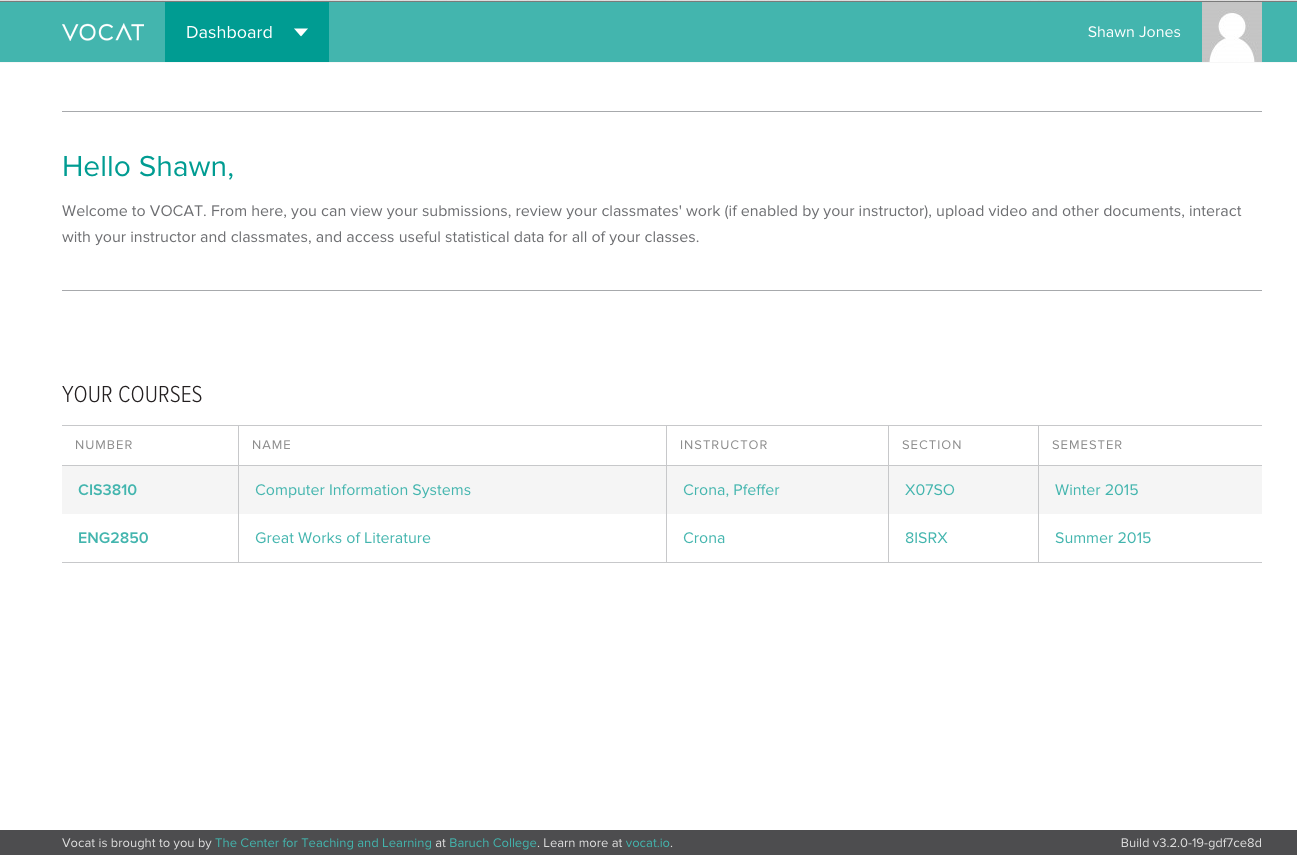 VOCAT Dashboard Shawn Jones
Hello Shawn,
Welcome to VOCAT. From here, you can view your submissions, review your classmates' work (if enabled by your instructor), upload video and other documents, interact
with your instructor and classmates, and access useful statistical data for all of your classes.
YOUR COURSES
NUMBER NAME INSTRUCTOR SECTION SEMESTER
CIS3810 Computer Information Systems Crona, Pfeffer X07SO Winter 2015
ENG2850 Great Works of Literature Crona 8ISRX Summer 2015
Vocat is brought to you by The Center for Teaching and Learning at Baruch College. Learn more at vocat.io. Build v3.2.0-19-gdf7ce8d